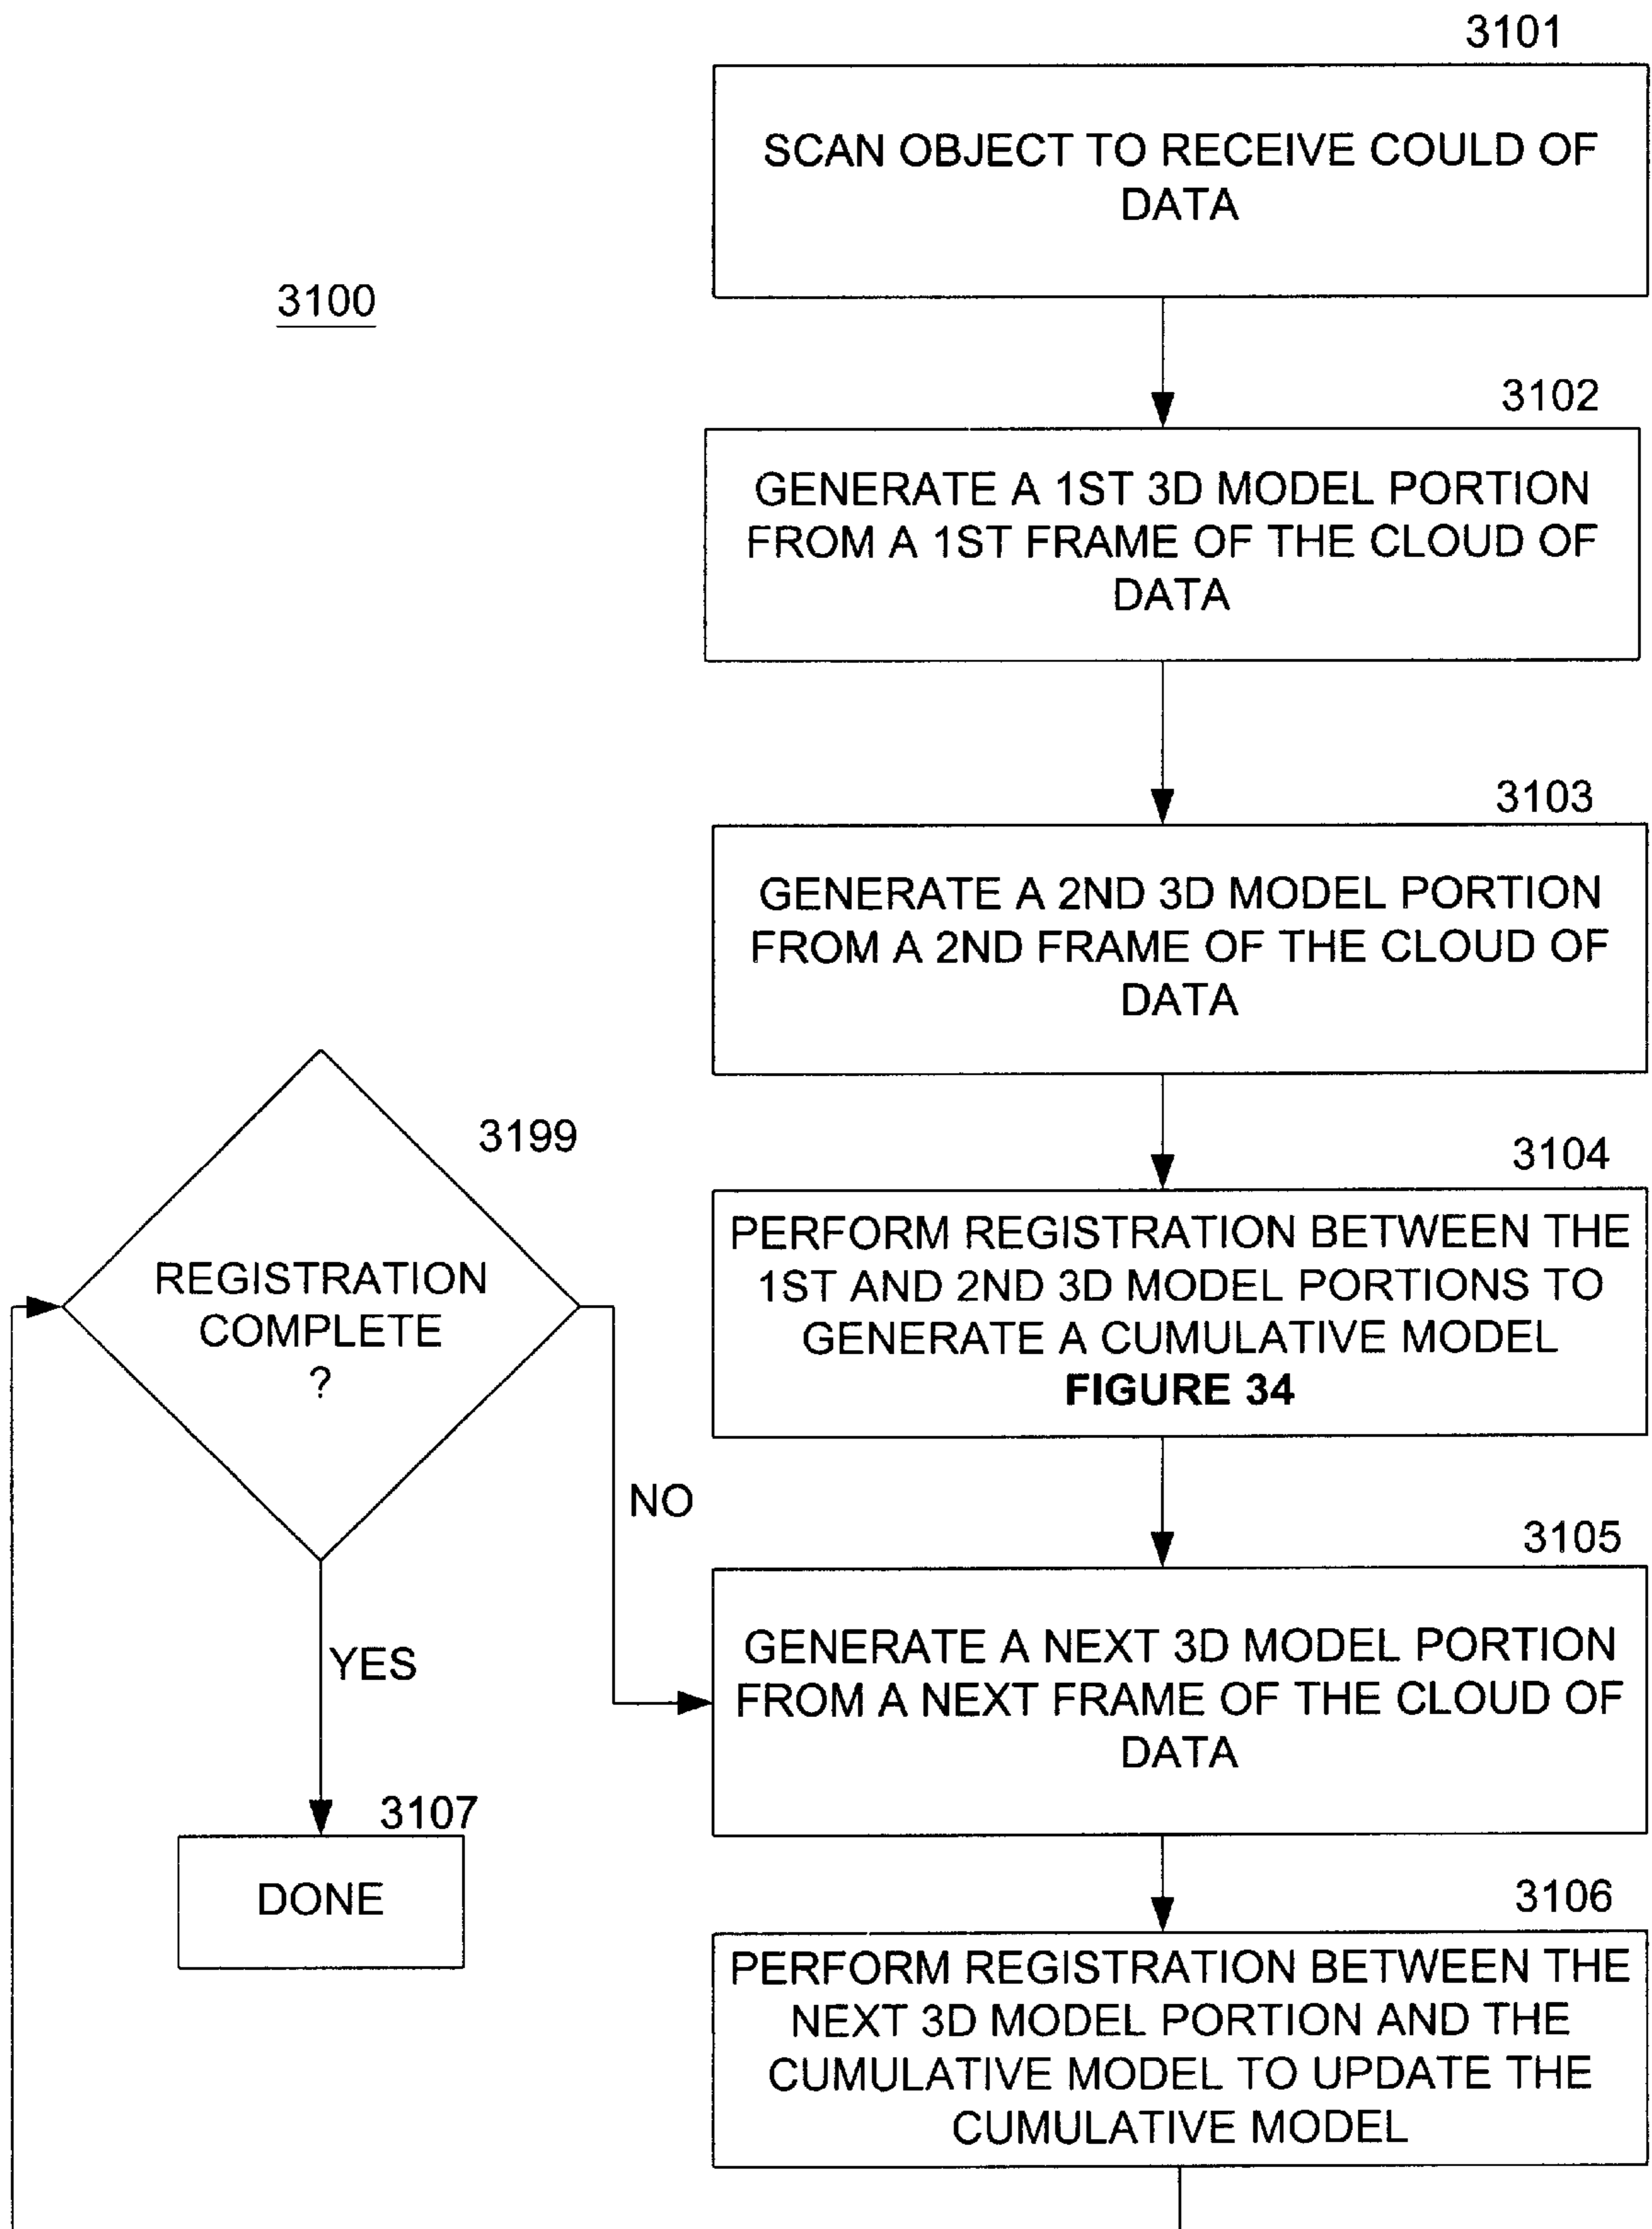 3101
SCAN OBJECT TO RECEIVE COULD OF
DATA
3100
3102
GENERATE A 1ST 3D MODEL PORTION
FROM A 1ST FRAME OF THE CLOUD OF
DATA
3103
GENERATE A 2ND 3D MODEL PORTION
FROM A 2ND FRAME OF THE CLOUD OF
DATA
3104
PERFORM REGISTRATION BETWEEN THE
1ST AND 2ND 3D MODEL PORTIONS TO
GENERATE A CUMULATIVE MODEL
FIGURE 34
3199
REGISTRATION
COMPLETE
?
NO
YES
3105
GENERATE A NEXT 3D MODEL PORTION
FROM A NEXT FRAME OF THE CLOUD OF
DATA
3107
DONE
3106
PERFORM REGISTRATION BETWEEN THE
NEXT 3D MODEL PORTION AND THE
CUMULATIVE MODEL TO UPDATE THE
CUMULATIVE MODEL